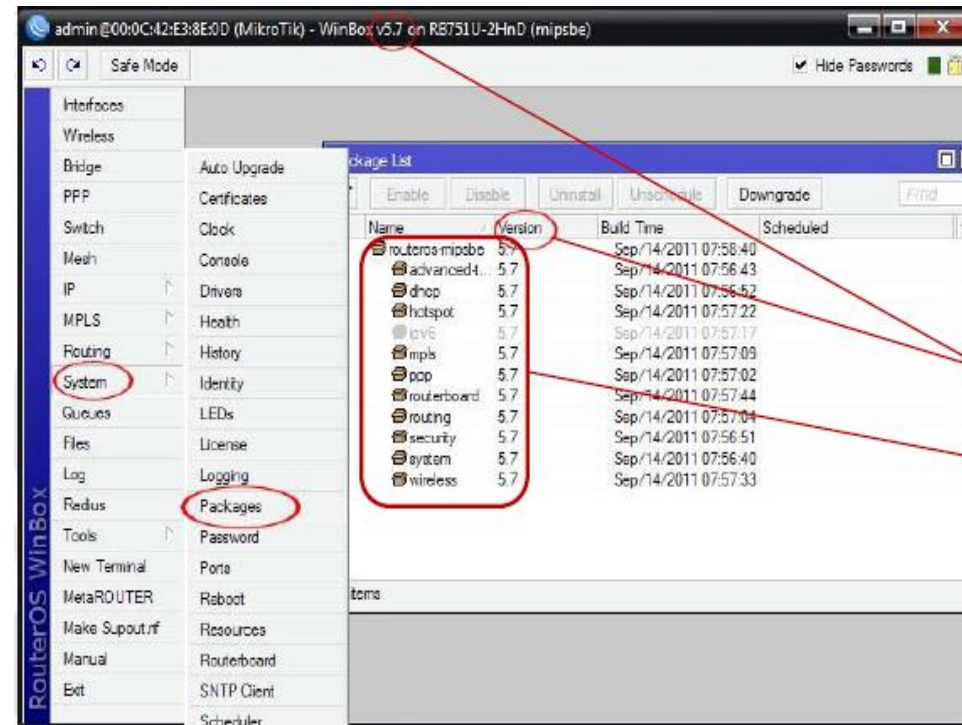 admin@00:0C:42:E3:8E:0D (MikroTik) - WinBox v5.7 on RB751U-2HnD (mipsbe)
Safe Mode
Hide Passwords
Interfaces
Wireless
Bridge
PPP
Switch
Mesh
IP
MPLS
Routing
System
Queues
Files
Log
Radius
Tools
New Terminal
MetaROUTER
Make Supout.rif
Manual
Exit
RouterOS WinBox
Auto Upgrade
Certificates
Clock
Console
Drivers
Health
History
Identity
LEDs
License
Logging
Packages
Password
Ports
Reboot
Resources
Routerboard
SNTP Client
Scheduler
ckage List
Enable Disable Uninstall Unschedule Downgrade Find
Name Version Build Time Scheduled
routeros-mipsbe 5.7 Sep/14/2011 07:58:40
advanced-t... 5.7 Sep/14/2011 07:56:43
dhcp 5.7 Sep/14/2011 07:56:52
hotspot 5.7 Sep/14/2011 07:57:22
ipv6 5.7 Sep/14/2011 07:57:17
mpls 5.7 Sep/14/2011 07:57:09
ppp 5.7 Sep/14/2011 07:57:02
routerboard 5.7 Sep/14/2011 07:57:44
routing 5.7 Sep/14/2011 07:57:04
security 5.7 Sep/14/2011 07:56:51
system 5.7 Sep/14/2011 07:56:40
wireless 5.7 Sep/14/2011 07:57:33
items